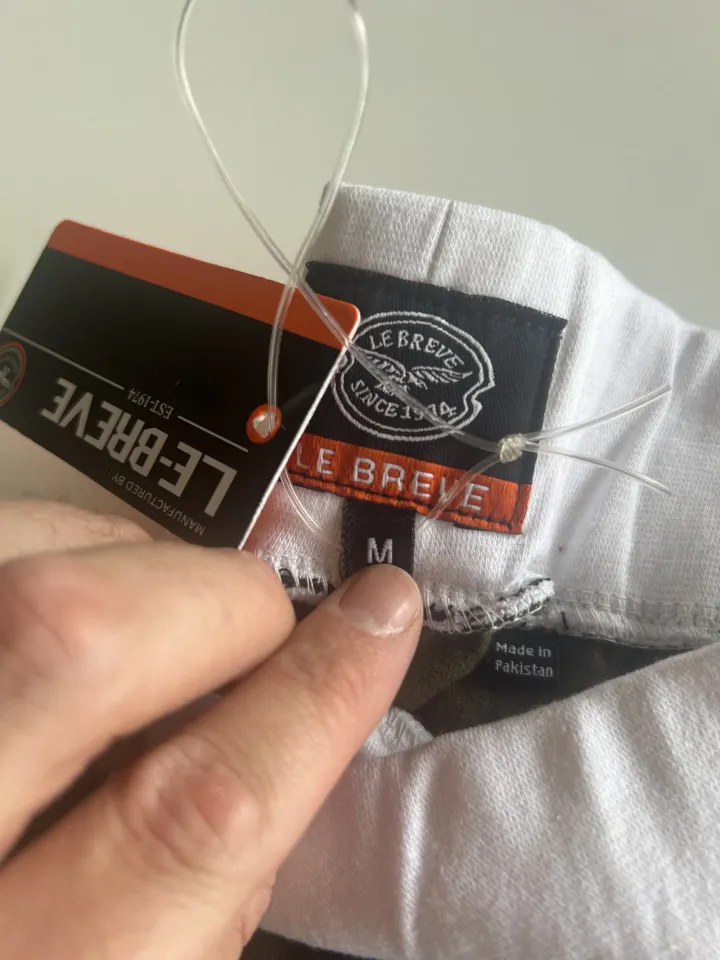 LE BREVE
SINCE 1974
LE BREVE
M
Made in
Pakistan
MANUFACTURED BY:
LE-BREVE
EST-1974